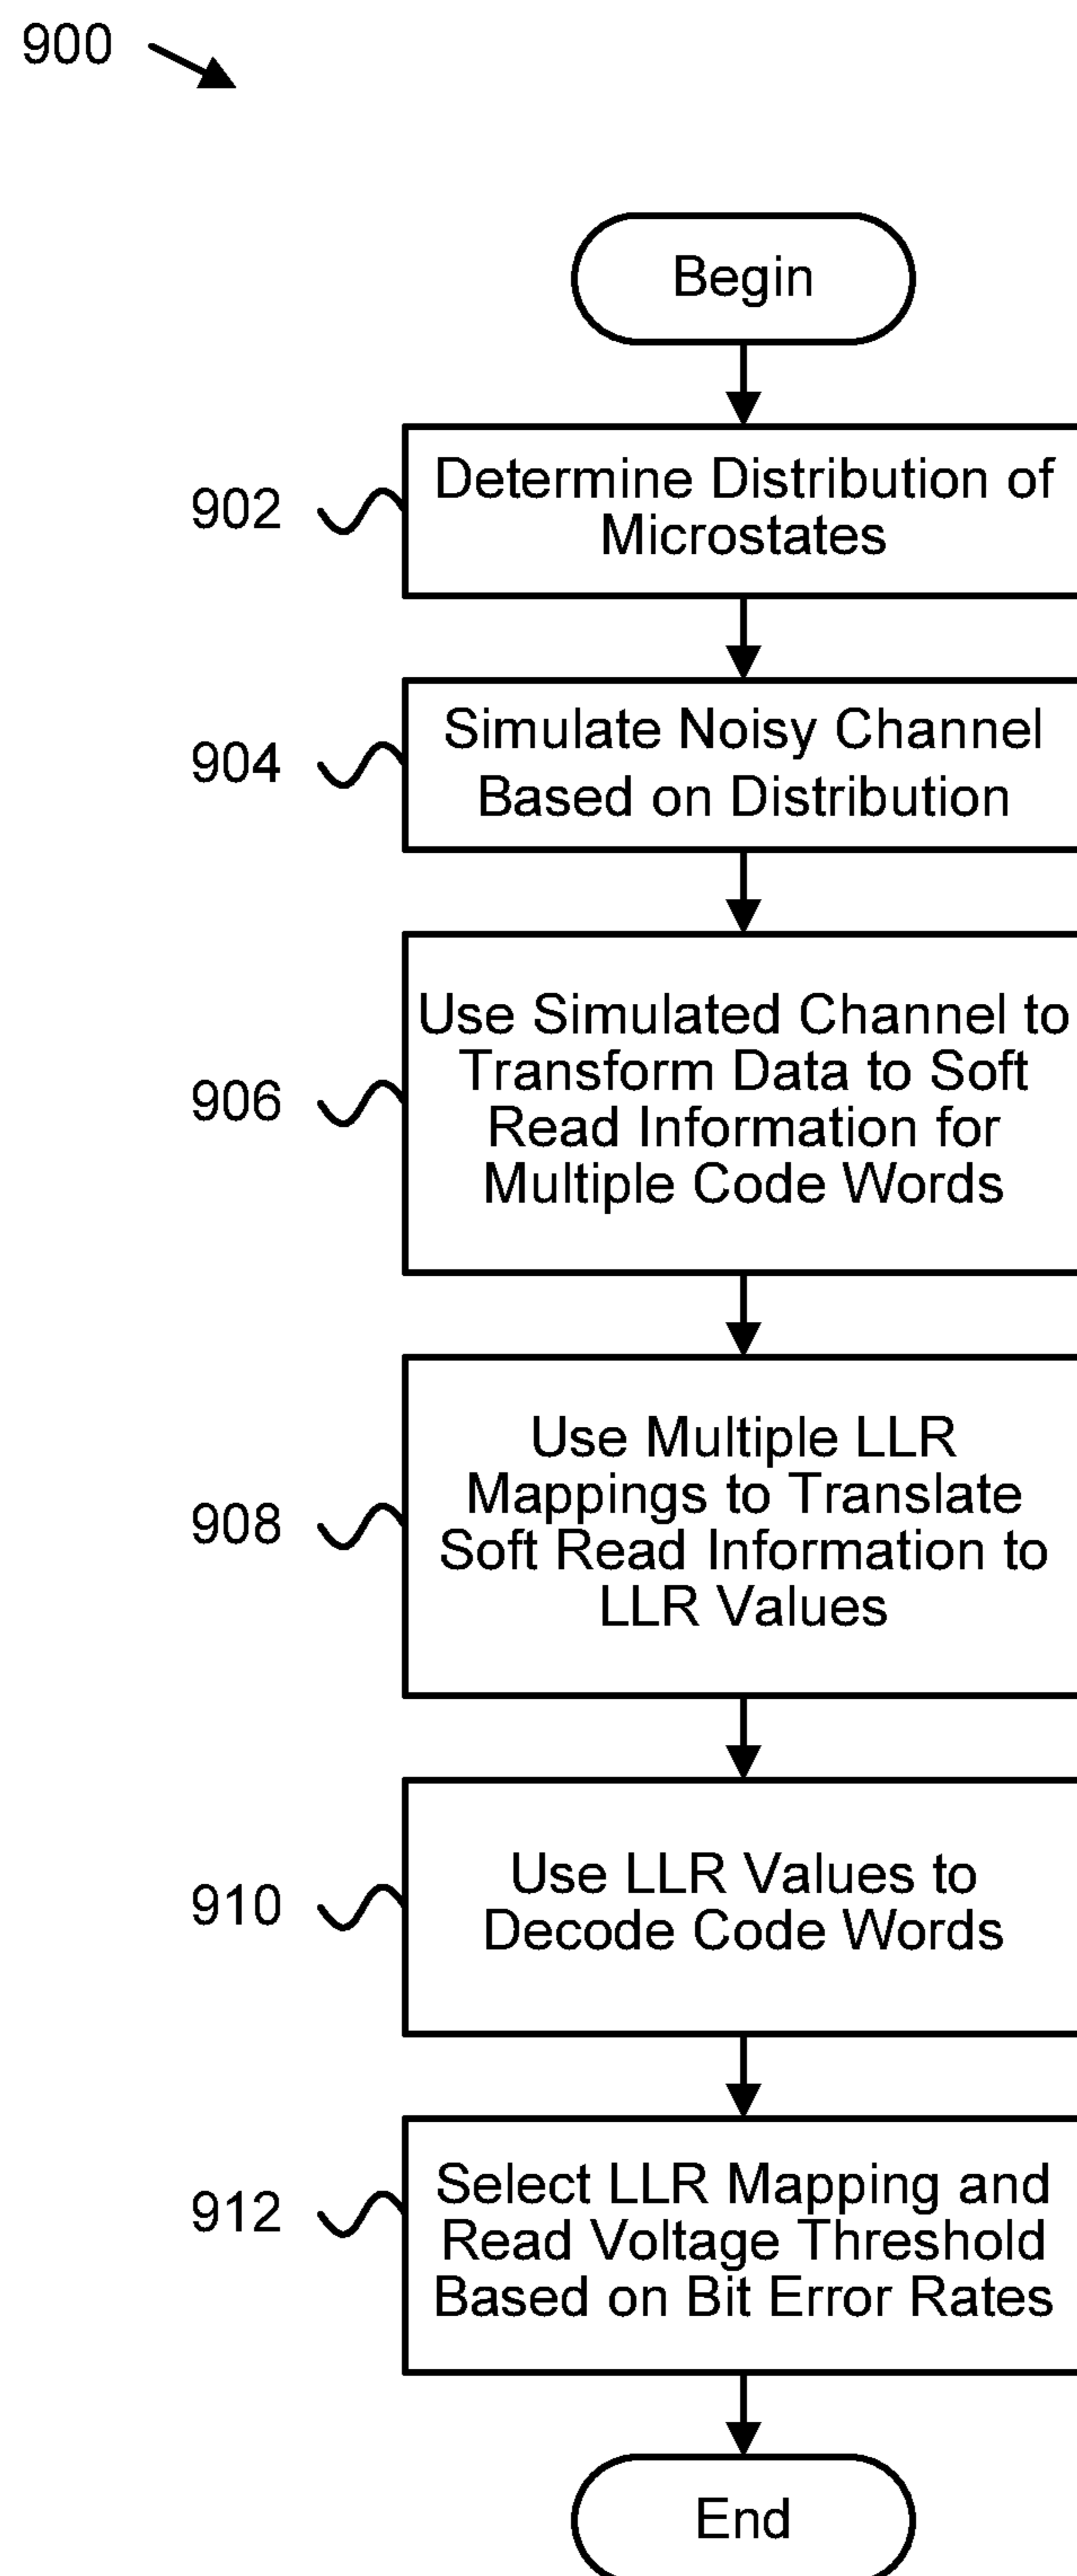 900
Begin
902
Determine Distribution of
Microstates
904
Simulate Noisy Channel
Based on Distribution
906
Use Simulated Channel to
Transform Data to Soft
Read Information for
Multiple Code Words
908
Use Multiple LLR
Mappings to Translate
Soft Read Information to
LLR Values
910
Use LLR Values to
Decode Code Words
912
Select LLR Mapping and
Read Voltage Threshold
Based on Bit Error Rates
End